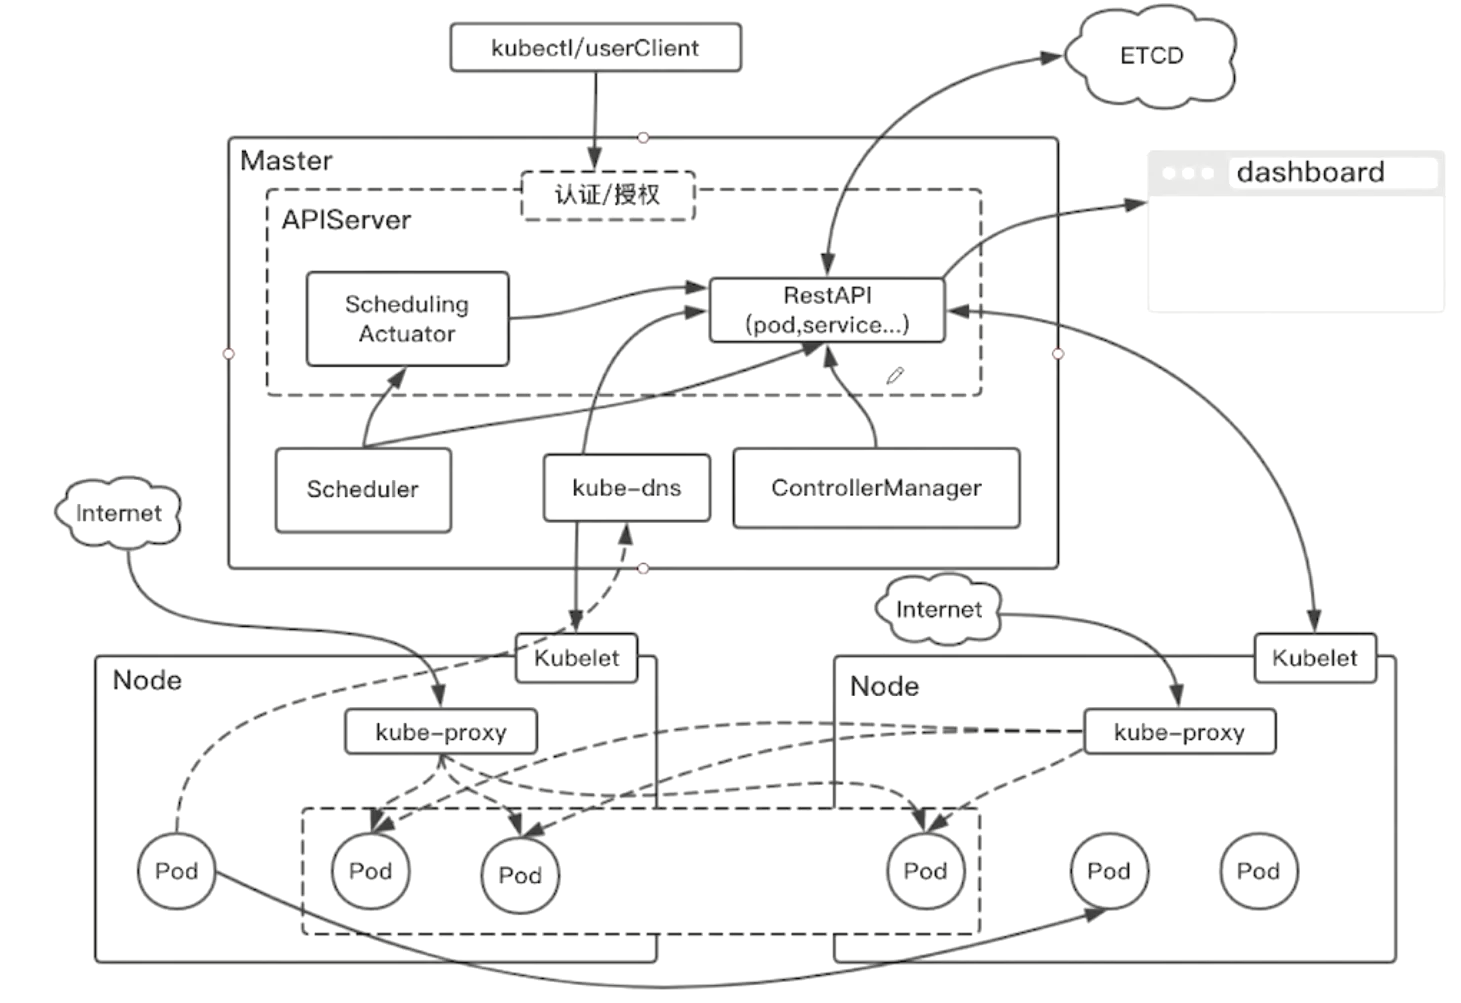 kubectl/userClient
ETCD
Master
认证/授权
dashboard
APIServer
Scheduling
Actuator
RestAPI
(pod,service...)
Scheduler
kube-dns
ControllerManager
Internet
Internet
Kubelet
Kubelet
Node
Node
kube-proxy
kube-proxy
Pod
Pod
Pod
Pod
Pod
Pod